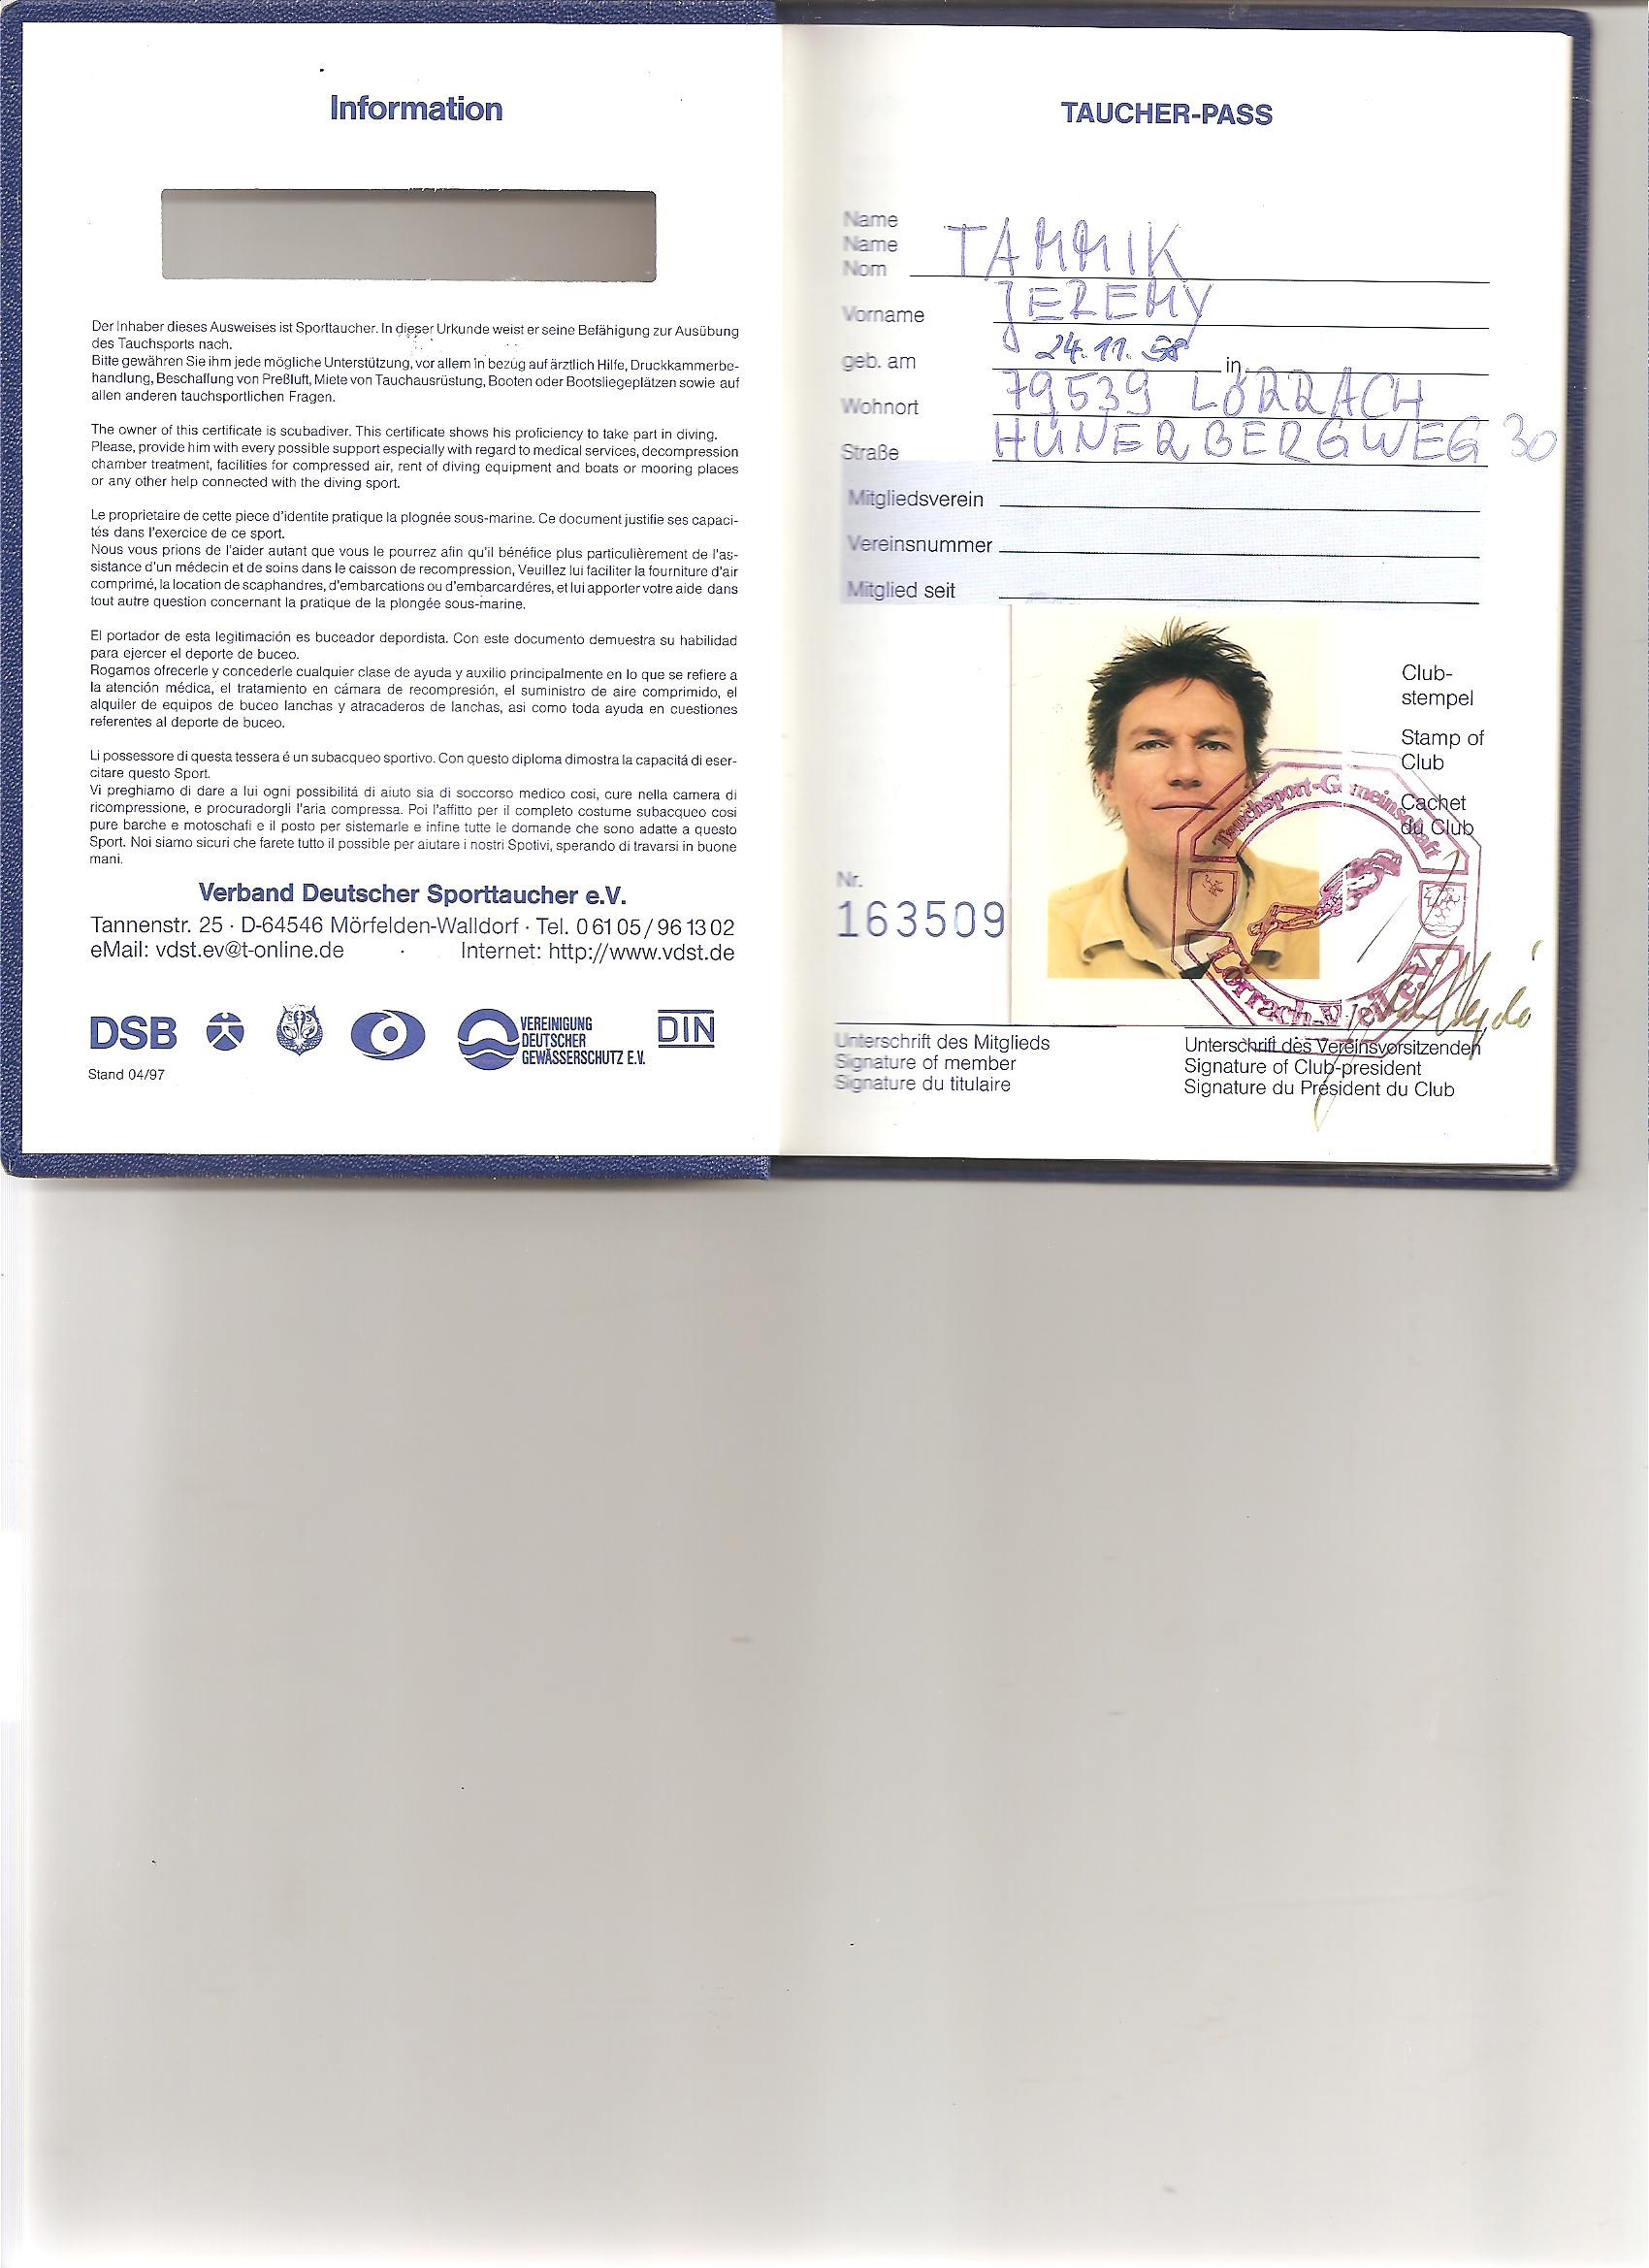 Information
Der Inhaber dieses Ausweises ist Sporttaucher. In dieser Urkunde weist er seine Befähigung zur Ausübung
des Tauchsports nach.
Bitte gewähren Sie ihm jede mögliche Unterstützung, vor allem in bezug auf ärztlich Hilfe, Druckkammerbe-
handlung, Beschaffung von Preßluft, Miete von Tauchausrüstung, Booten oder Bootsliegeplätzen sowie auf
allen anderen tauchsportlichen Fragen.
The owner of this certificate is scubadiver. This certificate shows his proficiency to take part in diving.
Please, provide him with every possible support especially with regard to medical services, decompression
chamber treatment, facilities for compressed air, rent of diving equipment and boats or mooring places
or any other help connected with the diving sport.
Le proprietaire de cette piece d'identite pratique la plognée sous-marine. Ce document justifie ses capaci-
tés dans l'exercice de ce sport.
Nous vous prions de l'aider autant que vous le pourrez afin qu'il bénéfice plus particulièrement de l'as-
sistance d'un médecin et de soins dans le caisson de recompression, Veuillez lui faciliter la fourniture d'air
comprimé, la location de scaphandres, d'embarcations ou d'embarcardéres, et lui apporter votre aide dans
tout autre question concernant la pratique de la plongée sous-marine.
El portador de esta legitimación es buceador depordista. Con este documento demuestra su habilidad
para ejercer el deporte de buceo.
Rogamos ofrecerle y concederle cualquier clase de ayuda y auxilio principalmente en lo que se refiere a
la atención médica, el tratamiento en cámara de recompresión, el suministro de aire comprimido, el
alquiler de equipos de buceo lanchas y atracaderos de lanchas, asi como toda ayuda en cuestiones
referentes al deporte de buceo.
Li possessore di questa tessera é un subacqueo sportivo. Con questo diploma dimostra la capacitá di eser-
citare questo Sport.
Vi preghiamo di dare a lui ogni possibilitá di aiuto sia di soccorso medico cosi, cure nella camera di
ricompressione, e procuradorgli l'aria compressa. Poi l'affitto per il completo costume subacqueo cosi
pure barche e motoschafi e il posto per sistemarle e infine tutte le domande che sono adatte a questo
Sport. Noi siamo sicuri che farete tutto il possible per aiutare i nostri Spotivi, sperando di travarsi in buone
mani.
Verband Deutscher Sporttaucher e.V.
Tannenstr. 25 · D-64546 Mörfelden-Walldorf · Tel. 0 61 05 / 96 13 02
eMail: vdst.ev@t-online.de · Internet: http://www.vdst.de
DSB
VEREINIGUNG
DEUTSCHER
GEWÄSSERSCHUTZ E.V.
DIN
Stand 04/97
TAUCHER-PASS
Name
Name
Nom TAMMIK
Vorname JEREMY
geb. am 24.11.58 in
Wohnort 79539 LÖRRACH
Straße HÜNERBERGWEG 30
Mitgliedsverein
Vereinsnummer
Mitglied seit
Club-
stempel
Stamp of
Club
Cachet
du Club
Tauchsport-Gemeinschaft
Lörrach-Weil e.V.
Nr.
163509
Unterschrift des Mitglieds
Signature of member
Signature du titulaire
Unterschrift des Vereinsvorsitzenden
Signature of Club-president
Signature du Président du Club